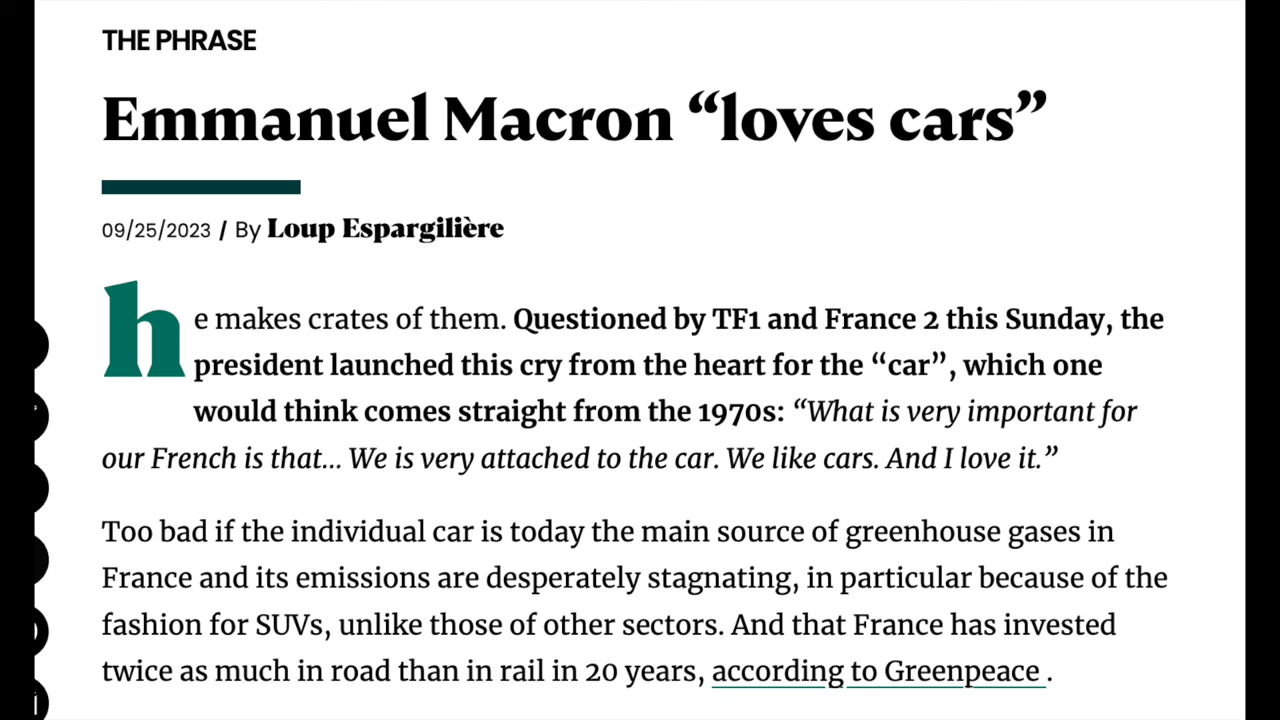 THE PHRASE
Emmanuel Macron “loves cars”
09/25/2023 / By Loup Espargilière
he makes crates of them. Questioned by TF1 and France 2 this Sunday, the
president launched this cry from the heart for the “car”, which one
would think comes straight from the 1970s: “What is very important for
our French is that... We is very attached to the car. We like cars. And I love it.”
Too bad if the individual car is today the main source of greenhouse gases in
France and its emissions are desperately stagnating, in particular because of the
fashion for SUVs, unlike those of other sectors. And that France has invested
twice as much in road than in rail in 20 years, according to Greenpeace .